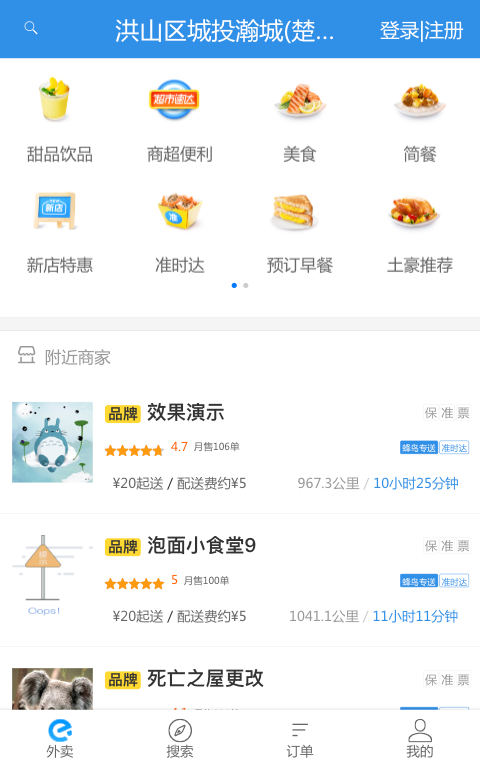 洪山区城投瀚城(楚...
登录|注册
超市速达
甜品饮品
商超便利
美食
简餐
新店
准
新店特惠
准时达
预订早餐
土豪推荐
附近商家
品牌 效果演示
保 准 票
4.7 月售106单
蜂鸟专送 准时达
¥20起送 / 配送费约¥5
967.3公里 / 10小时25分钟
品牌 泡面小食堂9
保 准 票
5 月售100单
蜂鸟专送 准时达
¥20起送 / 配送费约¥5
1041.1公里 / 11小时11分钟
Oops!
品牌 死亡之屋更改
保 准 票
外卖
搜索
订单
我的